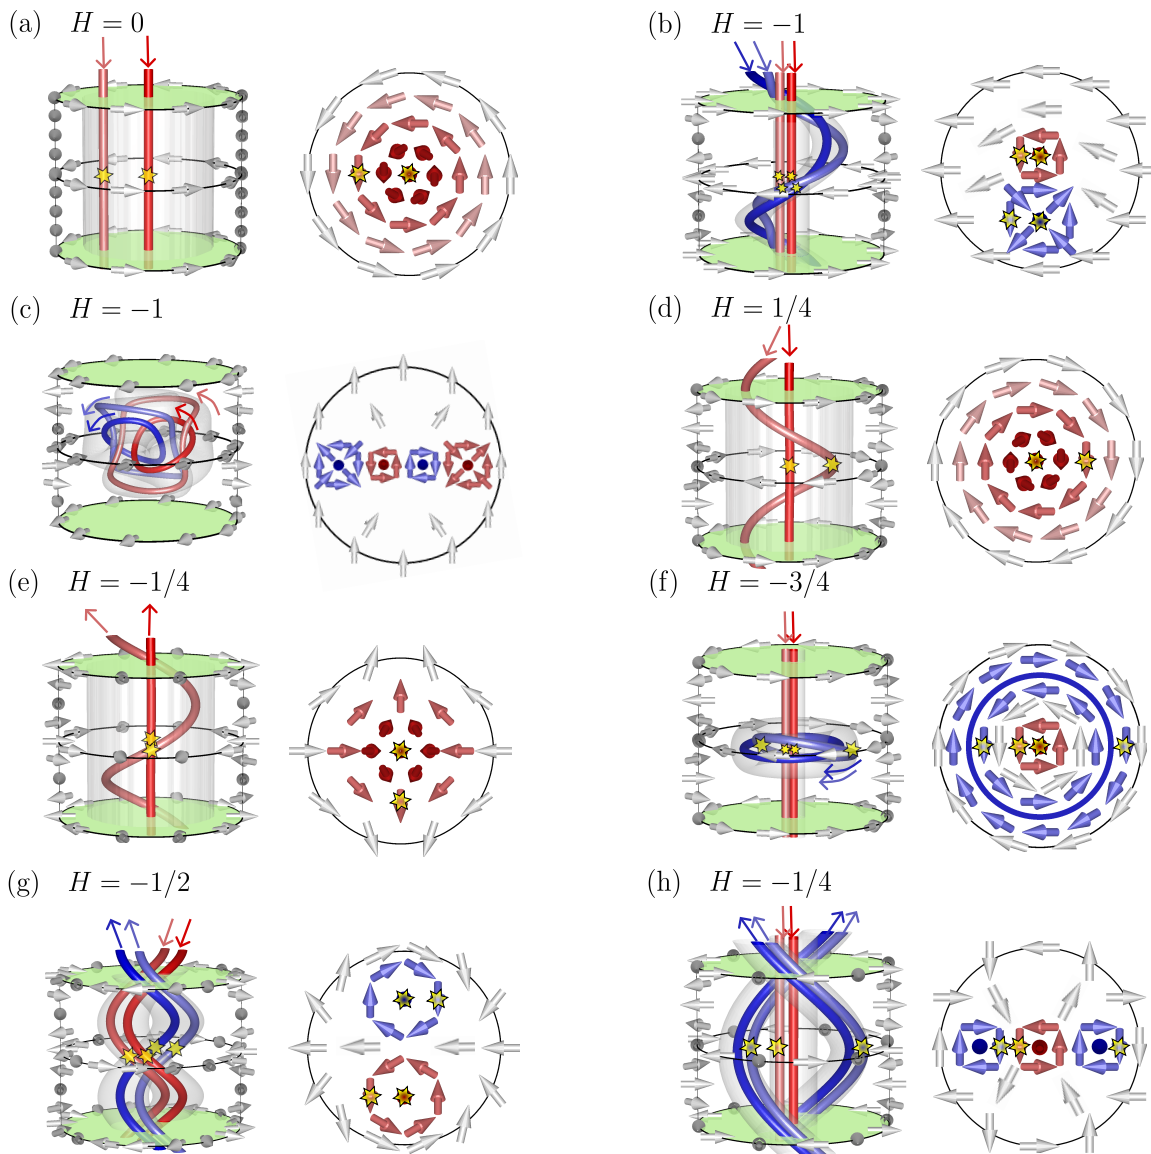 (a) H = 0
(b) H = −1
(c) H = −1
(d) H = 1/4
(e) H = −1/4
(f) H = −3/4
(g) H = −1/2
(h) H = −1/4